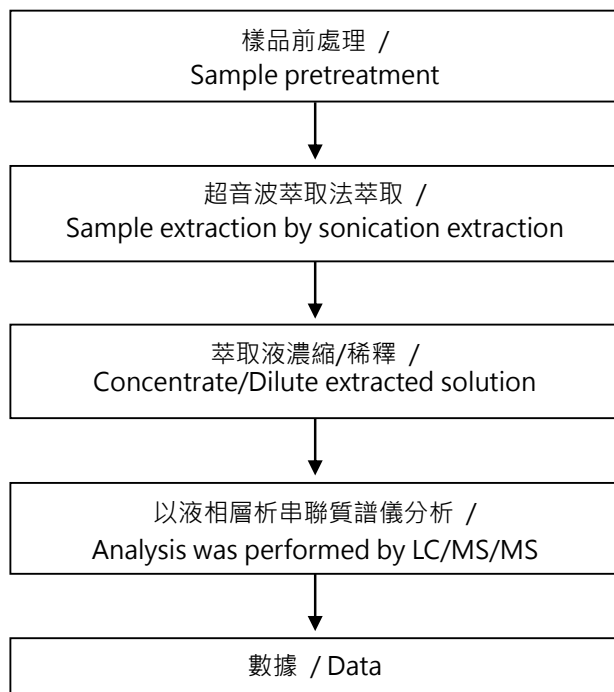 樣品前處理 /
Sample pretreatment
超音波萃取法萃取 /
Sample extraction by sonication extraction
萃取液濃縮/稀釋 /
Concentrate/Dilute extracted solution
以液相層析串聯質譜儀分析 /
Analysis was performed by LC/MS/MS
數據 / Data